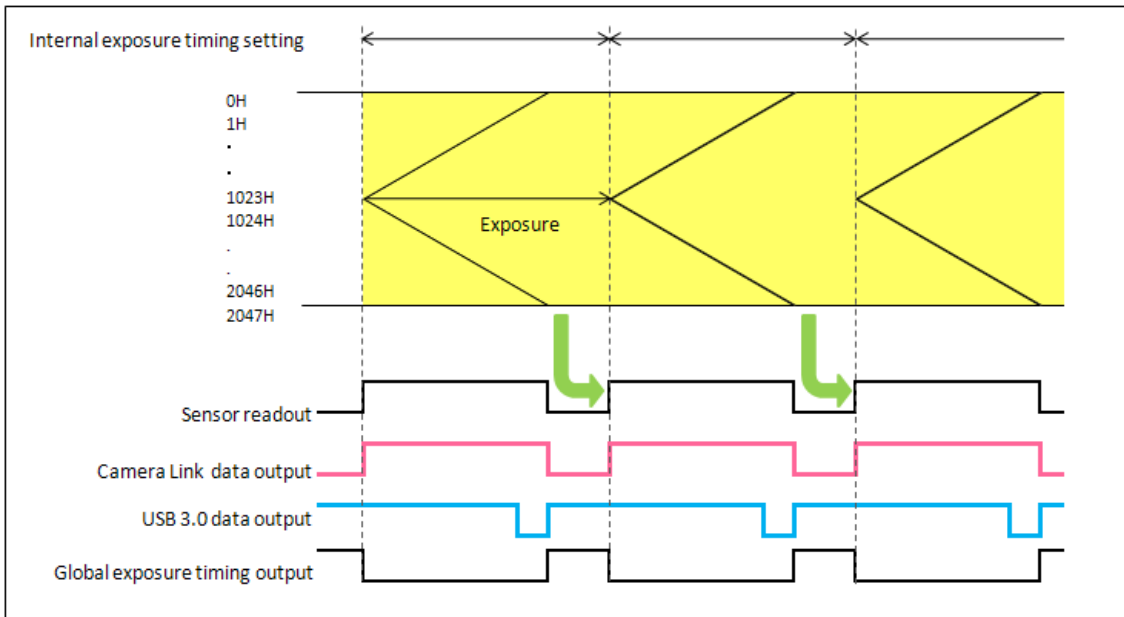 Internal exposure timing setting
0H
1H
.
.
1023H
1024H
.
.
2046H
2047H
Exposure
Sensor readout
Camera Link data output
USB 3.0 data output
Global exposure timing output